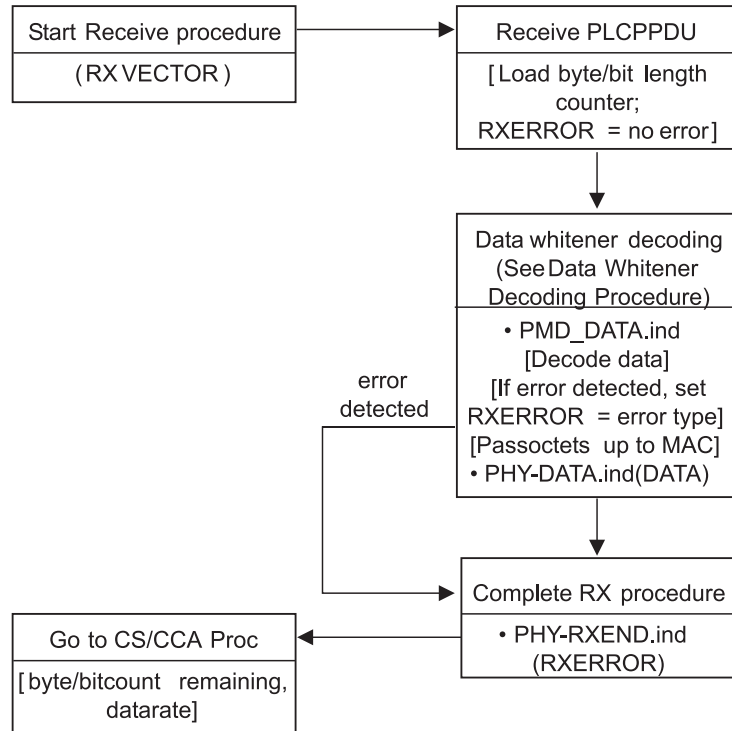 Start Receive procedure
(RX VECTOR)
Receive PLCPPDU
[Load byte/bit length
counter;
RXERROR = no error]
Data whitener decoding
(See Data Whitener
Decoding Procedure)
• PMD_DATA.ind
[Decode data]
[If error detected, set
RXERROR = error type]
[Passoctets up to MAC]
• PHY-DATA.ind(DATA)
error
detected
Complete RX procedure
• PHY-RXEND.ind
(RXERROR)
Go to CS/CCA Proc
[byte/bitcount remaining,
datarate]